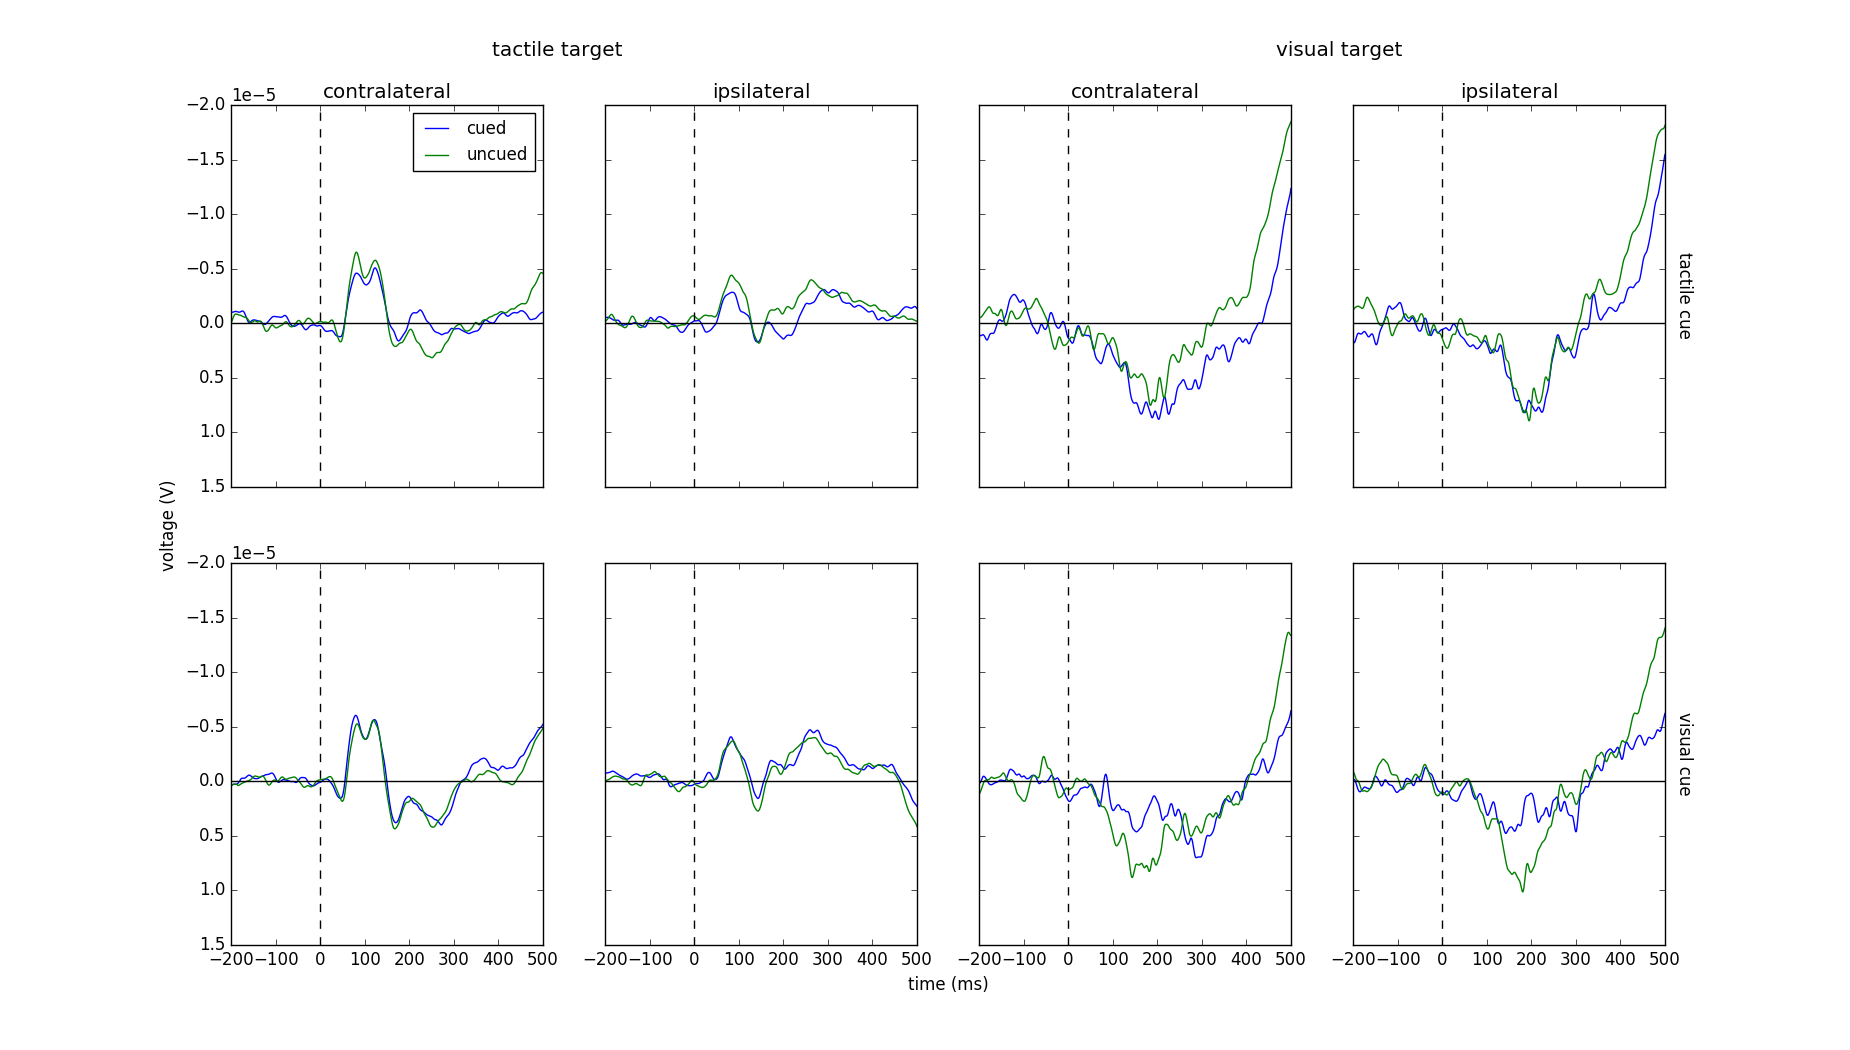 tactile target visual target
contralateral ipsilateral contralateral ipsilateral
1e−5
−2.0
−1.5
−1.0
−0.5
0.0
0.5
1.0
1.5
cued
uncued
tactile cue
voltage (V)
1e−5
−2.0
−1.5
−1.0
−0.5
0.0
0.5
1.0
1.5
visual cue
−200 −100 0 100 200 300 400 500 −200 −100 0 100 200 300 400 500 −200 −100 0 100 200 300 400 500 −200 −100 0 100 200 300 400 500
time (ms)